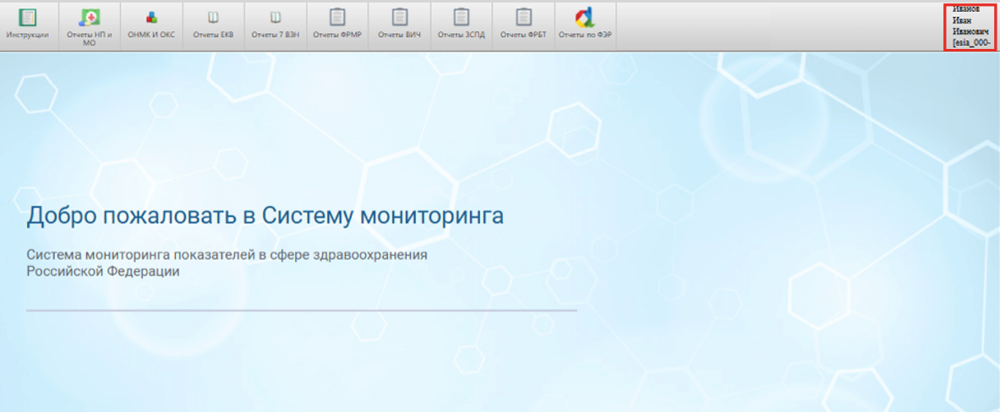 Инструкции
Отчеты НП и
МО
ОНМК И ОКС
Отчеты ЕКВ
Отчеты 7 ВЗН
Отчеты ФРМР
Отчеты ВИЧ
Отчеты ЗСПД
Отчеты ФРБТ
Отчеты по ФЭР
Иванов
Иван
Иванович
[esia_000-
Добро пожаловать в Систему мониторинга
Система мониторинга показателей в сфере здравоохранения
Российской Федерации